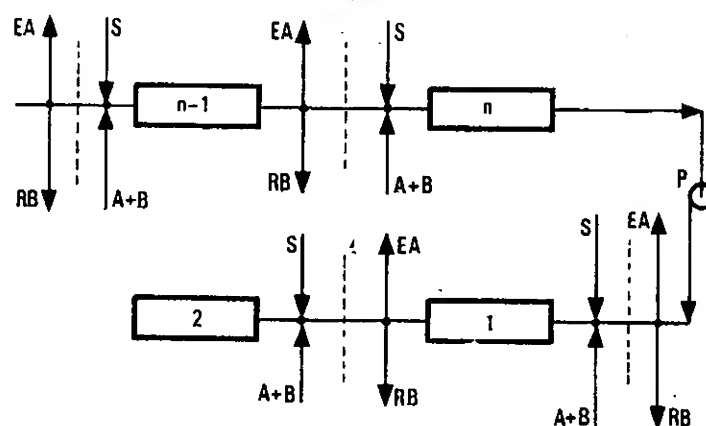 EA S EA S
n-1 n
RB A+B RB A+B P
S EA S EA
2 1
A+B RB A+B RB